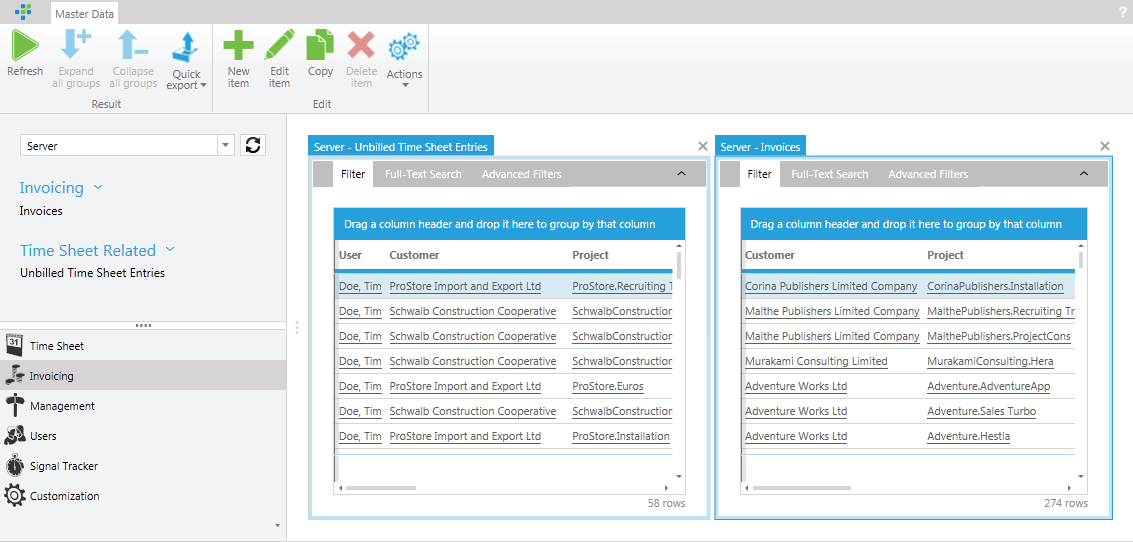 Master Data
?
Refresh
Expand all groups
Collapse all groups
Quick export
New item
Edit item
Copy
Delete item
Actions
Result
Edit
Server
Invoicing
Invoices
Time Sheet Related
Unbilled Time Sheet Entries
31 Time Sheet
Invoicing
Management
Users
Signal Tracker
Customization
Server - Unbilled Time Sheet Entries
Filter Full-Text Search Advanced Filters
Drag a column header and drop it here to group by that column
User Customer Project
Doe, Tim ProStore Import and Export Ltd ProStore.Recruiting T
Doe, Tim Schwalb Construction Cooperative SchwalbConstruction
Doe, Tim Schwalb Construction Cooperative SchwalbConstruction
Doe, Tim Schwalb Construction Cooperative SchwalbConstruction
Doe, Tim ProStore Import and Export Ltd ProStore.Euros
Doe, Tim Schwalb Construction Cooperative SchwalbConstruction
Doe, Tim ProStore Import and Export Ltd ProStore.Installation
58 rows
Server - Invoices
Filter Full-Text Search Advanced Filters
Drag a column header and drop it here to group by that column
Customer Project
Corina Publishers Limited Company CorinaPublishers.Installation
Malthe Publishers Limited Company MalthePublishers.Recruiting Tr
Malthe Publishers Limited Company MalthePublishers.ProjectCons
Murakami Consulting Limited MurakamiConsulting.Hera
Adventure Works Ltd Adventure.AdventureApp
Adventure Works Ltd Adventure.Sales Turbo
Adventure Works Ltd Adventure.Hestia
274 rows